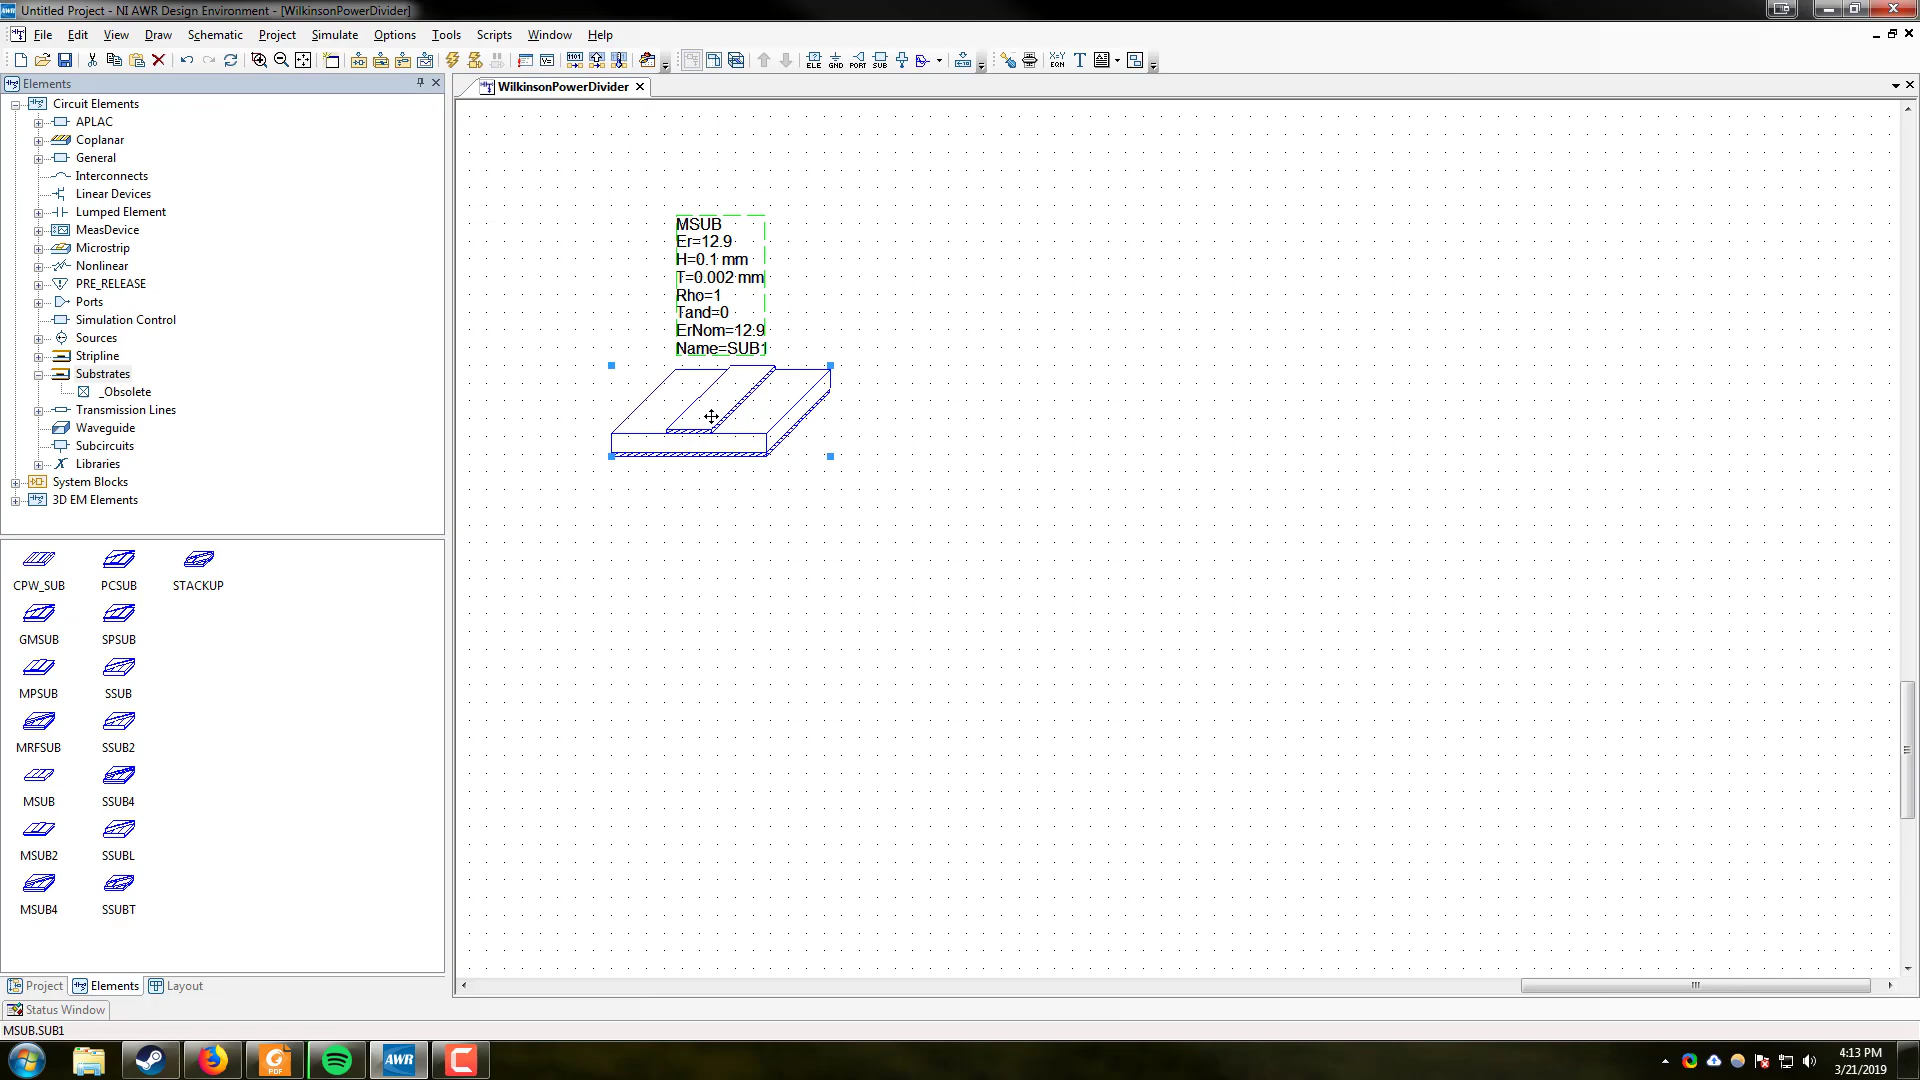 Untitled Project - NI AWR Design Environment - [WilkinsonPowerDivider]
File Edit View Draw Schematic Project Simulate Options Tools Scripts Window Help
Elements
WilkinsonPowerDivider
Circuit Elements
APLAC
Coplanar
General
Interconnects
Linear Devices
Lumped Element
MeasDevice
Microstrip
Nonlinear
PRE_RELEASE
Ports
Simulation Control
Sources
Stripline
Substrates
_Obsolete
Transmission Lines
Waveguide
Subcircuits
Libraries
System Blocks
3D EM Elements
MSUB
Er=12.9
H=0.1 mm
T=0.002 mm
Rho=1
Tand=0
ErNom=12.9
Name=SUB1
CPW_SUB PCSUB STACKUP
GMSUB SPSUB
MPSUB SSUB
MRFSUB SSUB2
MSUB SSUB4
MSUB2 SSUBL
MSUB4 SSUBT
Project Elements Layout
Status Window
MSUB.SUB1
4:13 PM
3/21/2019